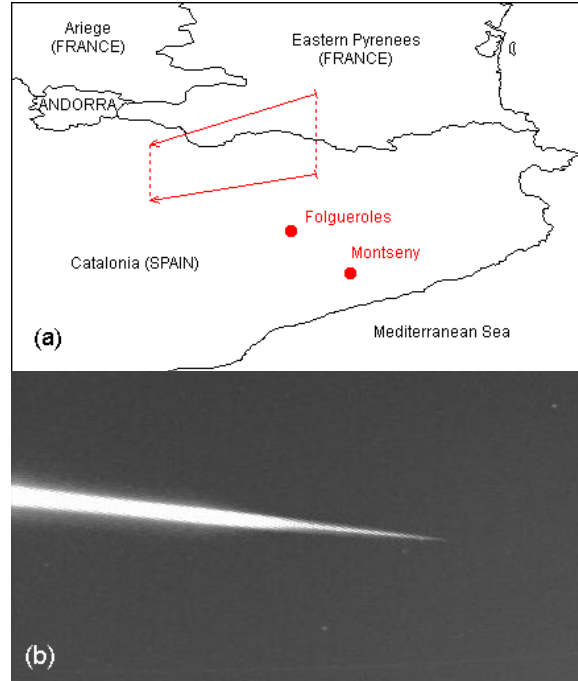 Ariege
(FRANCE)
Eastern Pyrenees
(FRANCE)
ANDORRA
Folgueroles
Catalonia (SPAIN)
Montseny
Mediterranean Sea
(a)
(b)